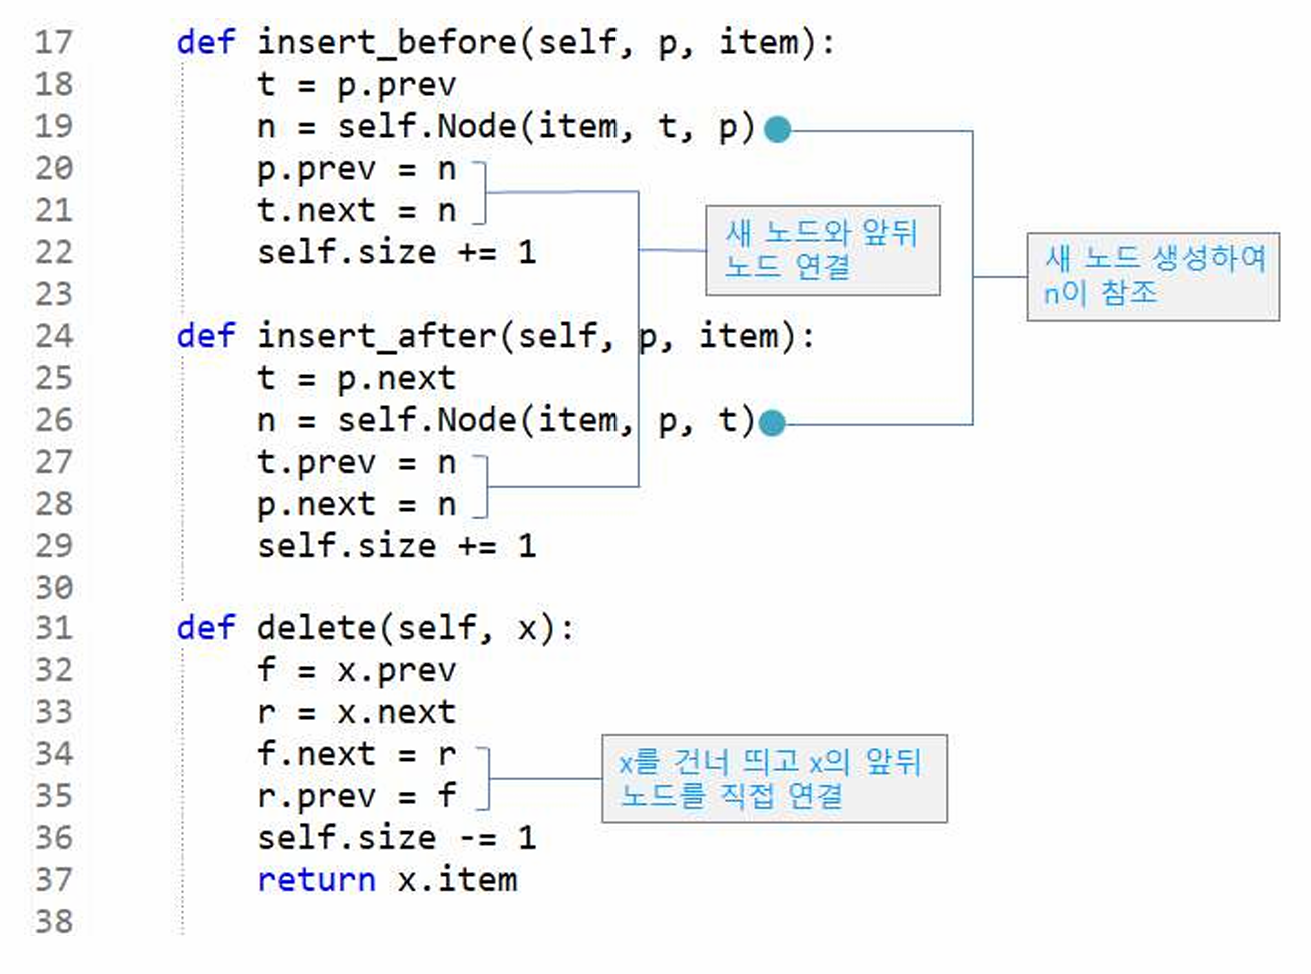 17 def insert_before(self, p, item):
18 t = p.prev
19 n = self.Node(item, t, p)
20 p.prev = n
21 t.next = n
22 self.size += 1
23
24 def insert_after(self, p, item):
25 t = p.next
26 n = self.Node(item, p, t)
27 t.prev = n
28 p.next = n
29 self.size += 1
30
31 def delete(self, x):
32 f = x.prev
33 r = x.next
34 f.next = r
35 r.prev = f
36 self.size -= 1
37 return x.item
38
새 노드와 앞뒤
노드 연결
새 노드 생성하여
n이 참조
x를 건너 띄고 x의 앞뒤
노드를 직접 연결